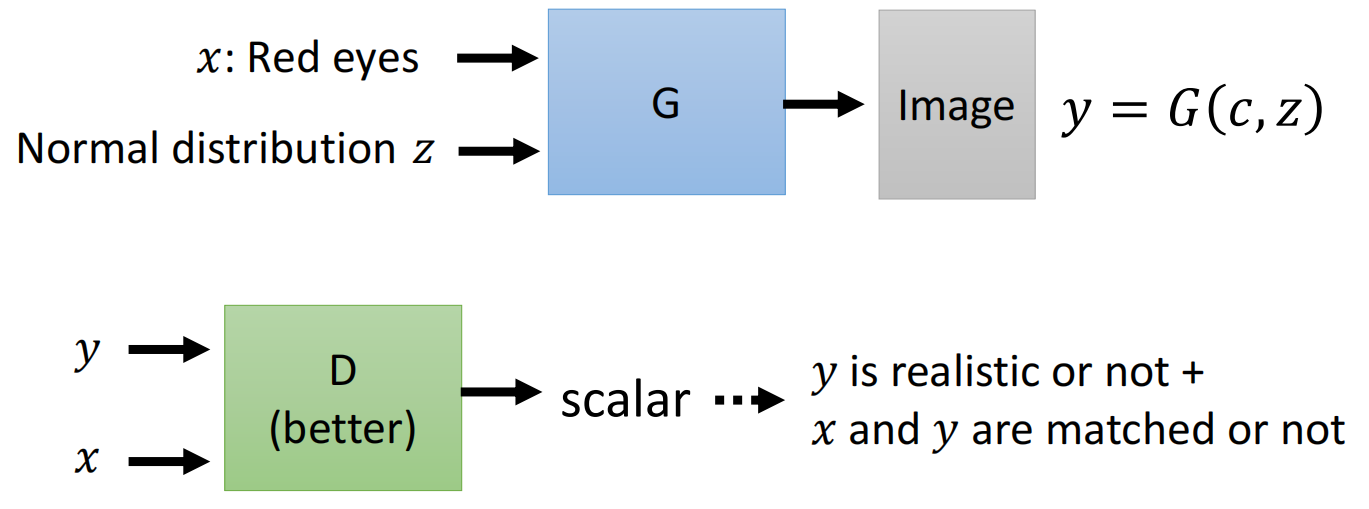 x: Red eyes
Normal distribution z
G
Image
y = G(c, z)
y
x
D
(better)
scalar
y is realistic or not +
x and y are matched or not